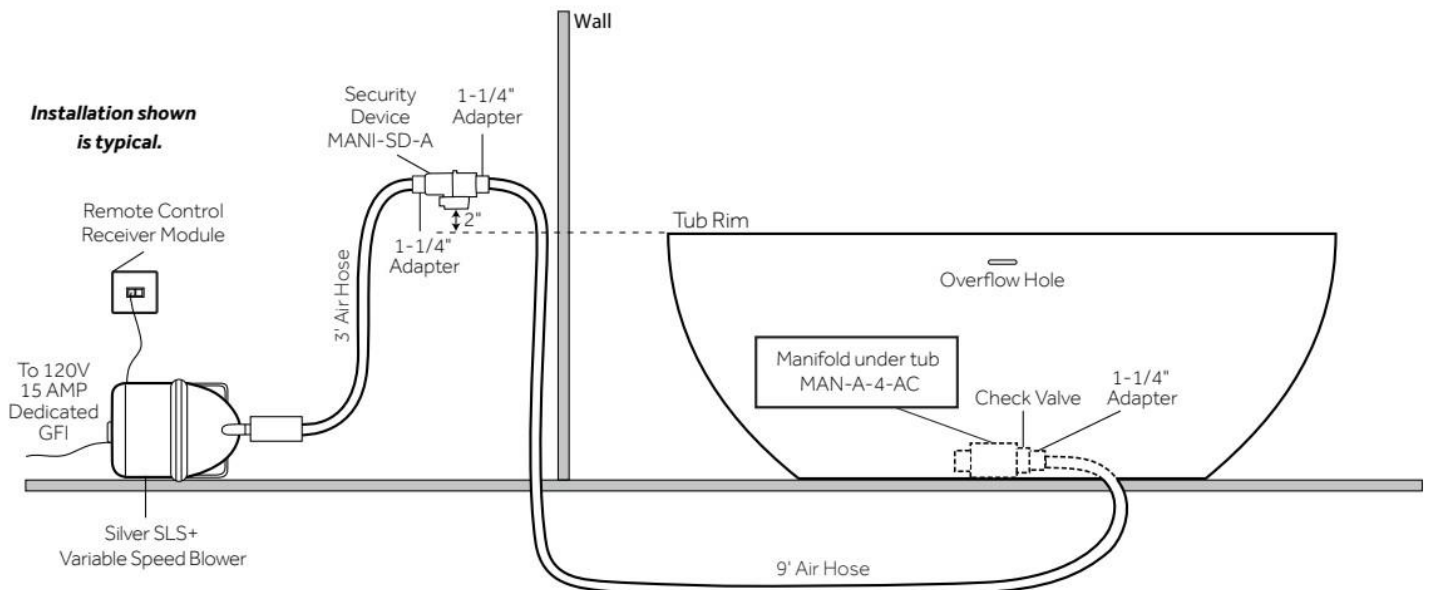 Wall
Installation shown
is typical.
Security
Device
MANI-SD-A
1-1/4"
Adapter
2"
1-1/4"
Adapter
Tub Rim
Remote Control
Receiver Module
3' Air Hose
Overflow Hole
To 120V
15 AMP
Dedicated
GFI
Manifold under tub
MAN-A-4-AC
Check Valve
1-1/4"
Adapter
Silver SLS+
Variable Speed Blower
9' Air Hose